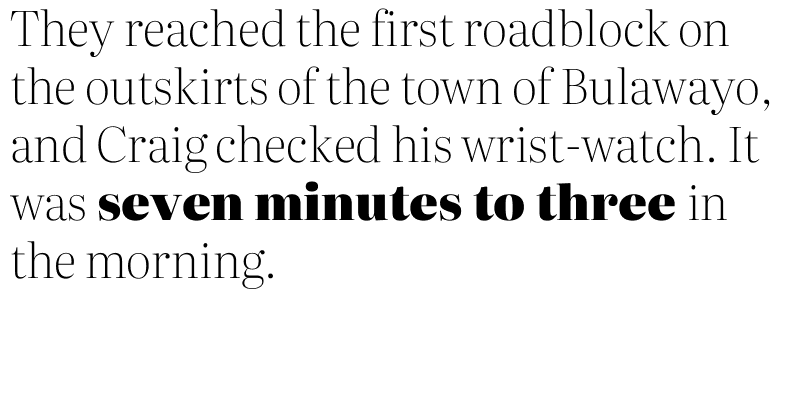 They reached the first roadblock on
the outskirts of the town of Bulawayo,
and Craig checked his wrist-watch. It
was seven minutes to three in
the morning.